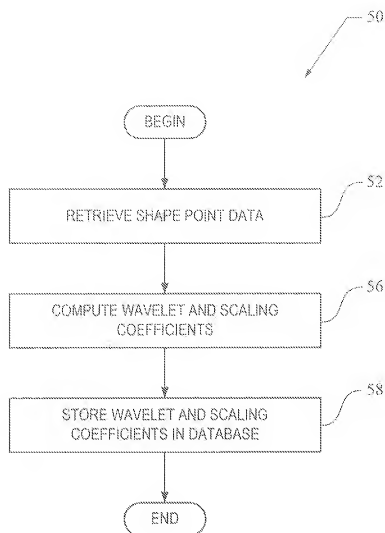 50
BEGIN
52
RETRIEVE SHAPE POINT DATA
56
COMPUTE WAVELET AND SCALING
COEFFICIENTS
58
STORE WAVELET AND SCALING
COEFFICIENTS IN DATABASE
END